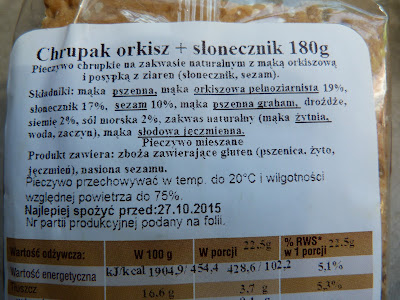 Chrupak orkisz + słonecznik 180g
Pieczywo chrupkie na zakwasie naturalnym z mąką orkiszową
i posypką z ziaren (słonecznik, sezam).
Składniki: mąka pszenna, mąka orkiszowa pełnoziarnista 19%,
słonecznik 17%, sezam 10%, mąka pszenna graham, drożdże,
siemię 2%, sól morska 2%, zakwas naturalny (mąka żytnia,
woda, zaczyn), mąka słodowa jęczmienna.
Pieczywo mieszane
Produkt zawiera: zboża zawierające gluten (pszenica, żyto,
jęczmień), nasiona sezamu.
Pieczywo przechowywać w temp. do 20°C i wilgotności
względnej powietrza do 75%.
Najlepiej spożyć przed:27.10.2015
Nr partii produkcyjnej podany na folii.
Wartość odżywcza: W 100 g W porcji 22,5g % RWS* w 1 porcji 22,5g
Wartość energetyczna kJ/kcal 1904,9/ 454,4 428,6/ 102,2 5,1%
Tłuszcz 16,6 g 3,7 g 5,3%